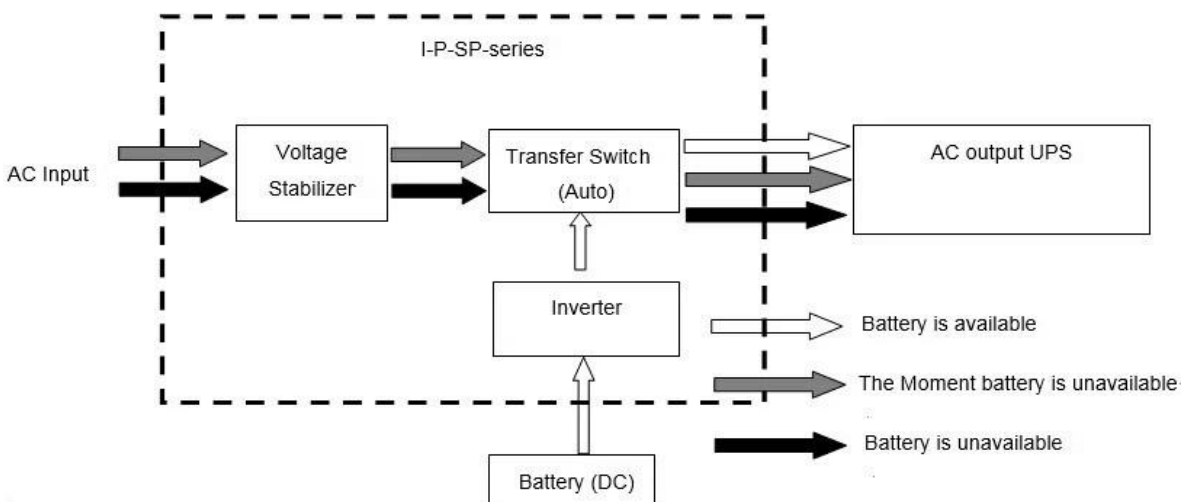 I-P-SP-series
AC Input
Voltage
Stabilizer
Transfer Switch
(Auto)
AC output UPS
Inverter
Battery is available
The Moment battery is unavailable
Battery is unavailable
Battery (DC)